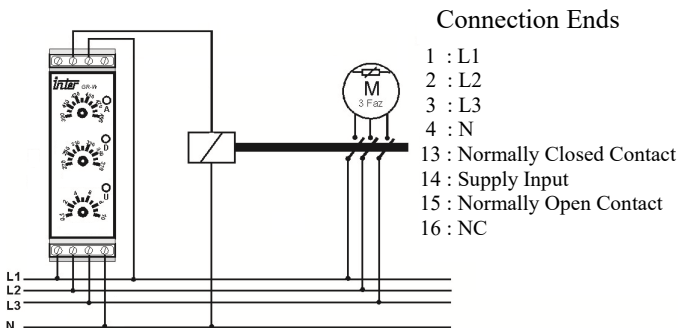 Connection Ends
1 : L1
2 : L2
3 : L3
4 : N
13 : Normally Closed Contact
14 : Supply Input
15 : Normally Open Contact
16 : NC
inter GR-W
A
D
U
M
3 Faz
L1
L2
L3
N